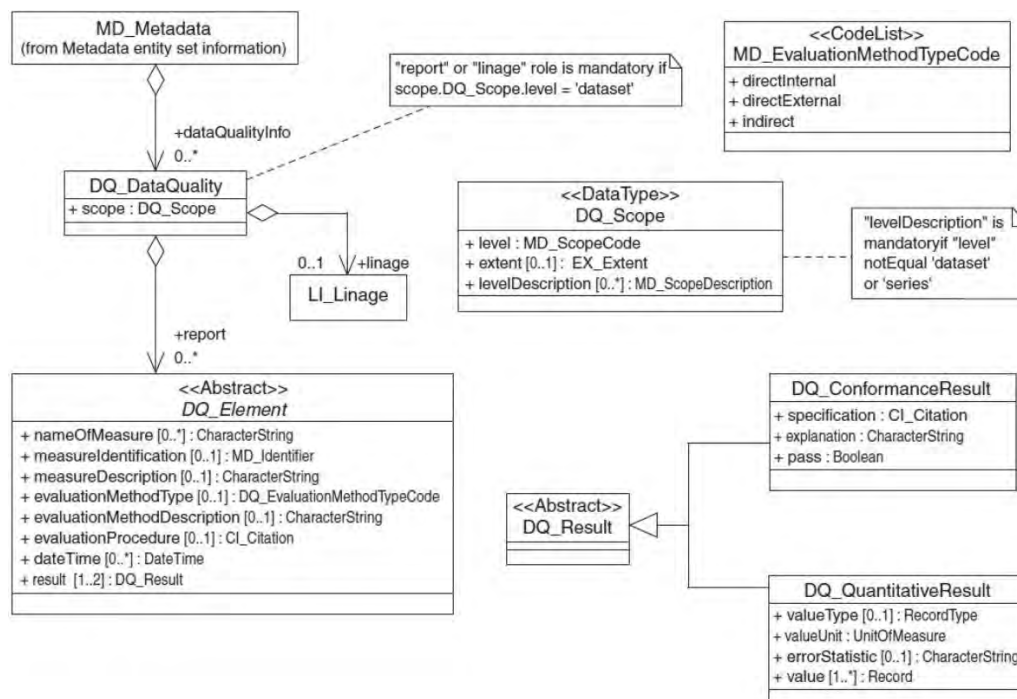 MD_Metadata
(from Metadata entity set information)
+dataQualityInfo
0..*
"report" or "linage" role is mandatory if
scope.DQ_Scope.level = 'dataset'
<<CodeList>>
MD_EvaluationMethodTypeCode
+ directInternal
+ directExternal
+ indirect
DQ_DataQuality
+ scope : DQ_Scope
0..1
+linage
LI_Linage
<<DataType>>
DQ_Scope
+ level : MD_ScopeCode
+ extent [0..1] : EX_Extent
+ levelDescription [0..*] : MD_ScopeDescription
"levelDescription" is
mandatoryif "level"
notEqual 'dataset'
or 'series'
+report
0..*
<<Abstract>>
DQ_Element
+ nameOfMeasure [0..*] : CharacterString
+ measureIdentification [0..1] : MD_Identifier
+ measureDescription [0..1] : CharacterString
+ evaluationMethodType [0..1] : DQ_EvaluationMethodTypeCode
+ evaluationMethodDescription [0..1] : CharacterString
+ evaluationProcedure [0..1] : CI_Citation
+ dateTime [0..*] : DateTime
+ result [1..2] : DQ_Result
<<Abstract>>
DQ_Result
DQ_ConformanceResult
+ specification : CI_Citation
+ explanation : CharacterString
+ pass : Boolean
DQ_QuantitativeResult
+ valueType [0..1] : RecordType
+ valueUnit : UnitOfMeasure
+ errorStatistic [0..1] : CharacterString
+ value [1..*] : Record